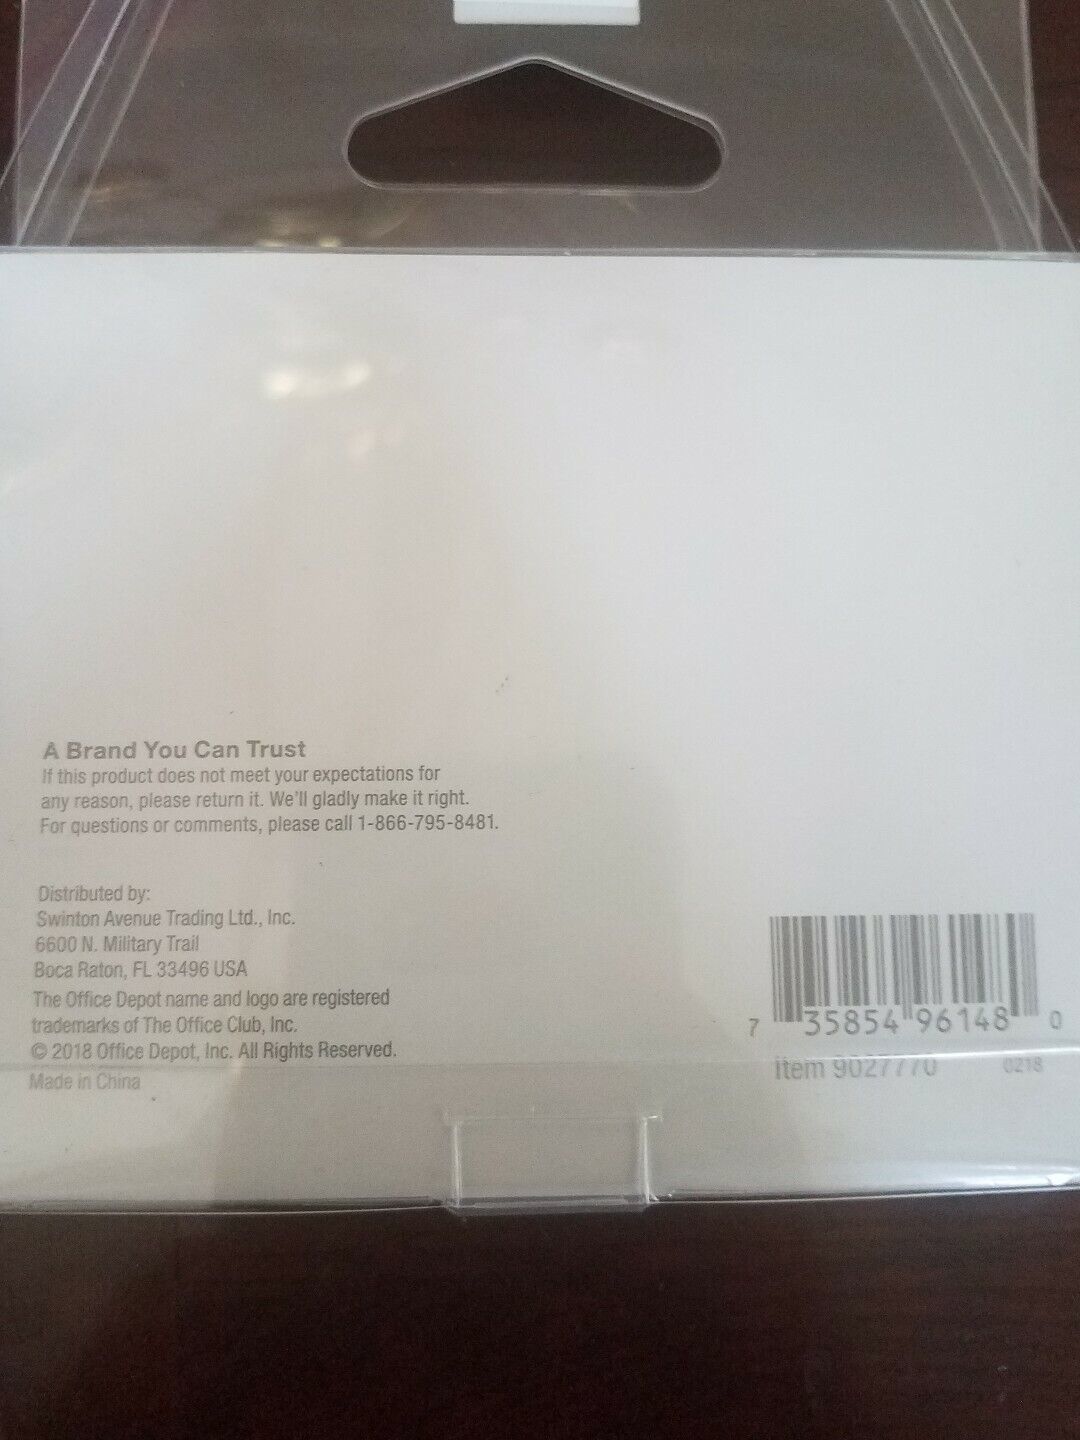 A Brand You Can Trust
If this product does not meet your expectations for
any reason, please return it. We'll gladly make it right.
For questions or comments, please call 1-866-795-8481.
Distributed by:
Swinton Avenue Trading Ltd., Inc.
6600 N. Military Trail
Boca Raton, FL 33496 USA
The Office Depot name and logo are registered
trademarks of The Office Club, Inc.
© 2018 Office Depot, Inc. All Rights Reserved.
Made in China
7 35854 96148 0
Item 9027770 0218